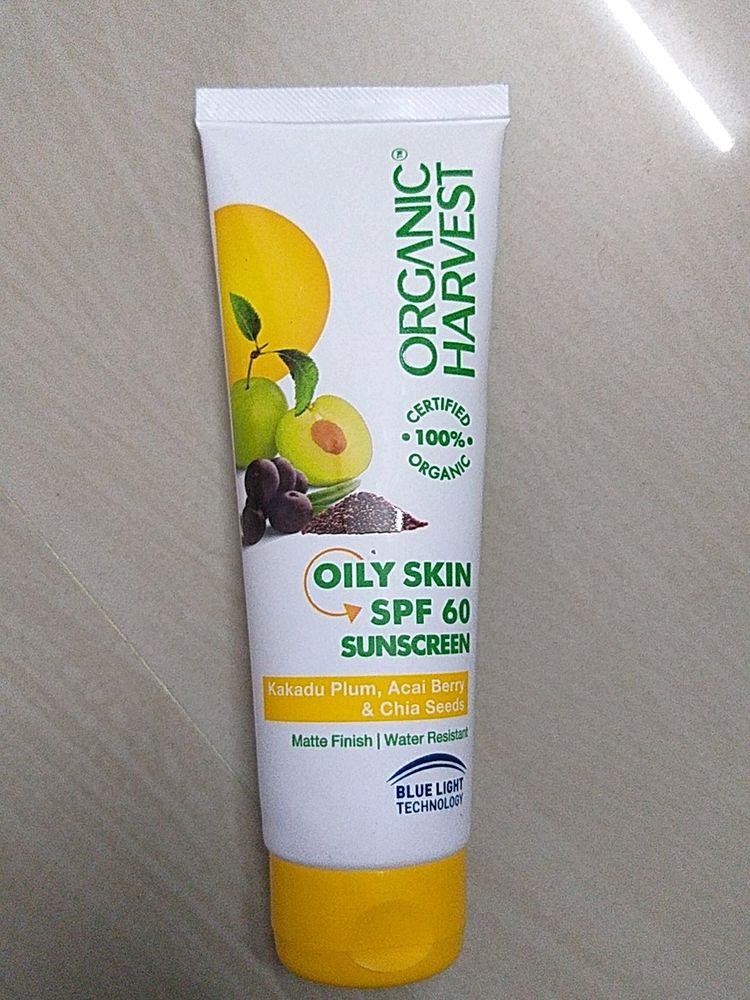 ORGANIC
HARVEST
CERTIFIED
100%
ORGANIC
OILY SKIN
SPF 60
SUNSCREEN
Kakadu Plum, Acai Berry
& Chia Seeds
Matte Finish | Water Resistant
BLUE LIGHT
TECHNOLOGY